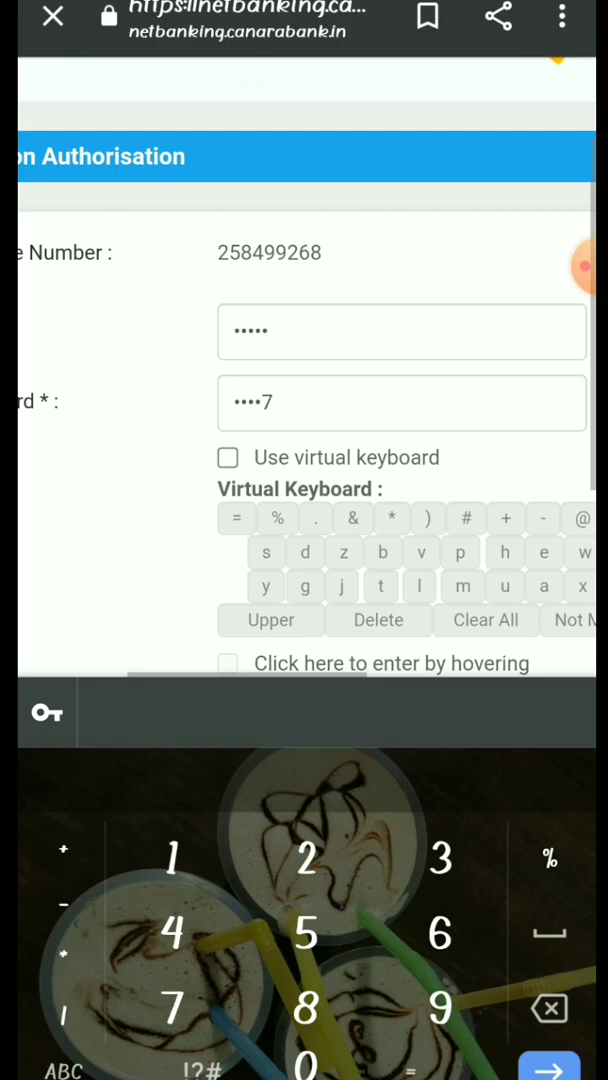 https://netbanking.ca...
netbanking.canarabank.in
on Authorisation
e Number : 258499268
•••••
rd * : ••••7
Use virtual keyboard
Virtual Keyboard :
= % . & * ) # + - @
s d z b v p h e w
y g j t l m u a x
Upper Delete Clear All Not M
Click here to enter by hovering
+ 1 2 3 %
- 4 5 6
* 7 8 9
/
ABC !?# 0 =